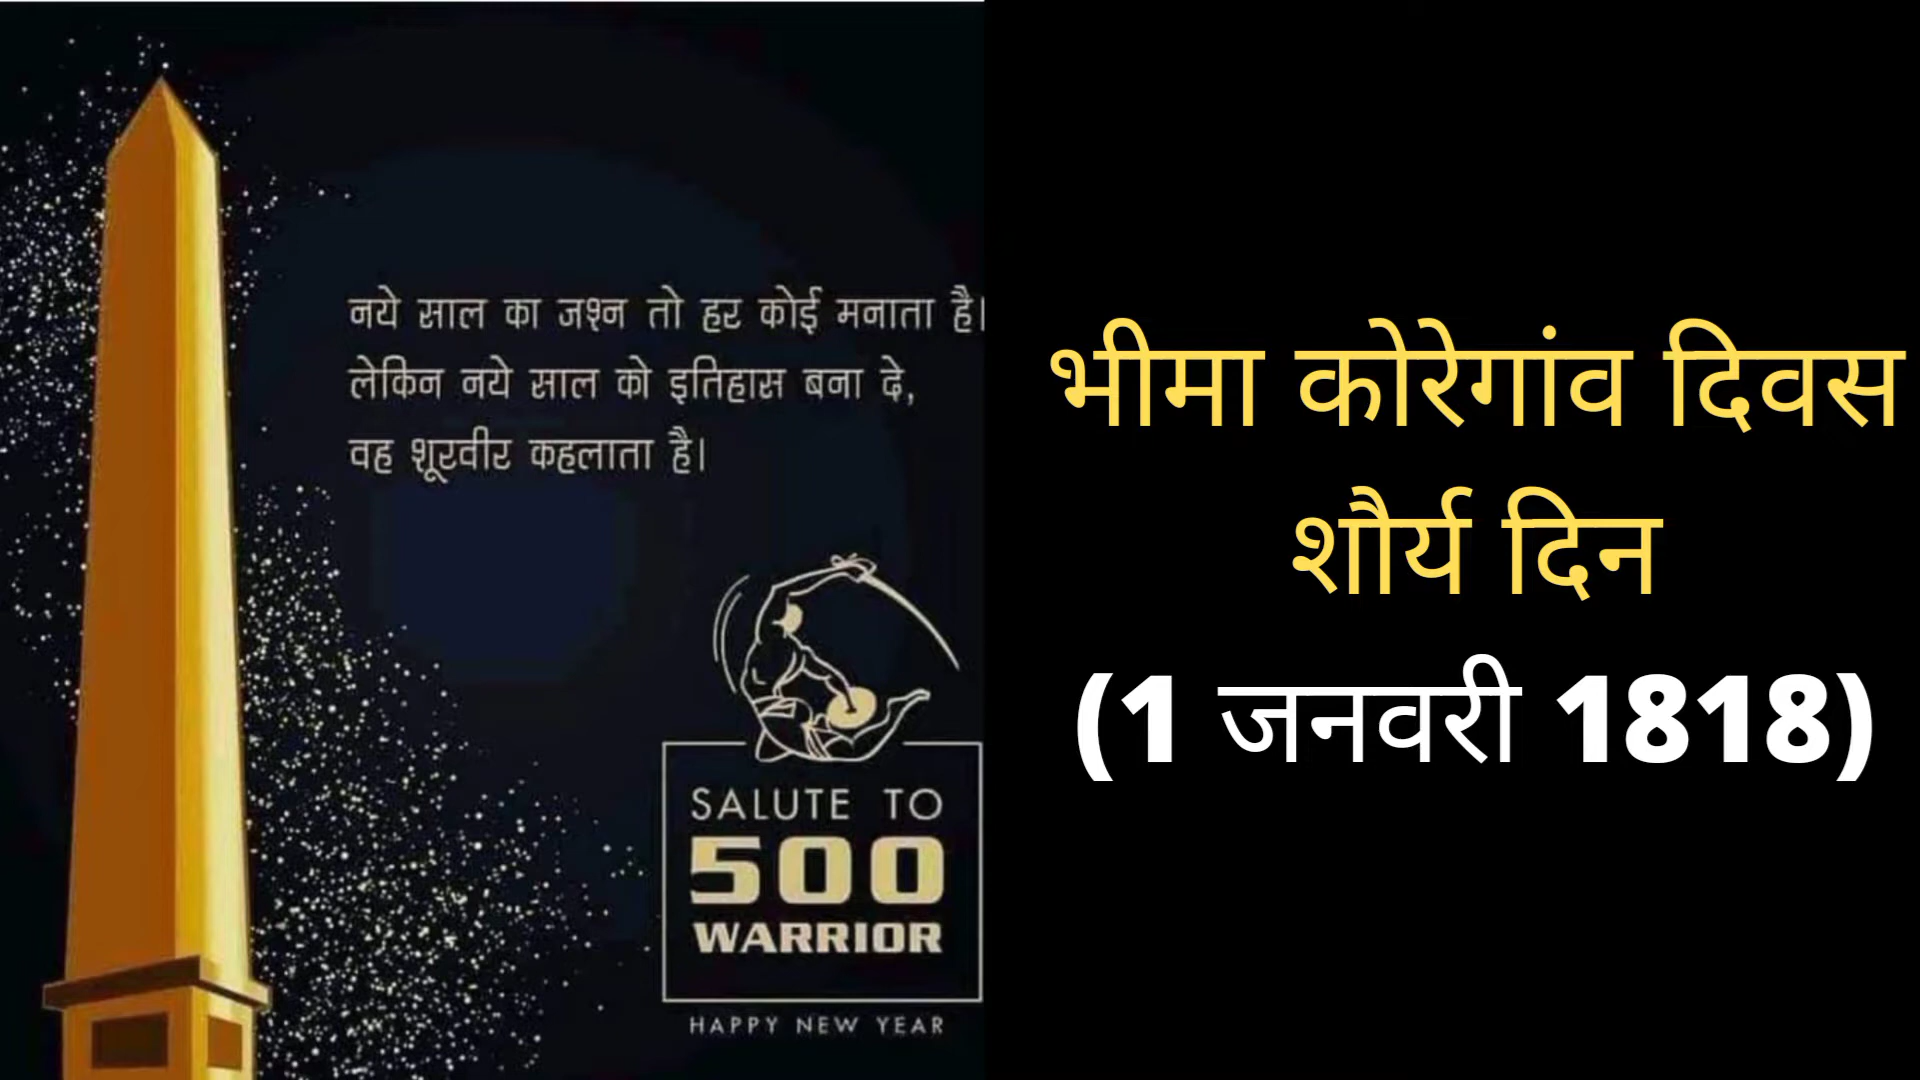 नये साल का जश्न तो हर कोई मनाता है।
लेकिन नये साल को इतिहास बना दे,
वह शूरवीर कहलाता है।
SALUTE TO
500
WARRIOR
HAPPY NEW YEAR
भीमा कोरेगांव दिवस
शौर्य दिन
(1 जनवरी 1818)